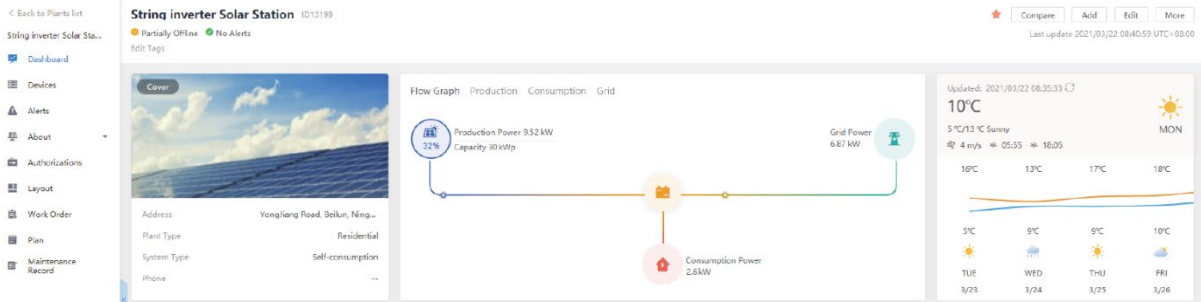 < Back to Plants list
String inverter Solar Sta...
Dashboard
Devices
Alerts
About
Authorizations
Layout
Work Order
Plan
Maintenance
Record
String inverter Solar Station ID13199
Partially Offline No Alerts
Edit Tags
Compare Add Edit More
Last update 2021/03/22 08:40:59 UTC+08:00
Cover
Address Yongjiang Road, Beilun, Ning...
Plant Type Residential
System Type Self-consumption
Phone --
Flow Graph Production Consumption Grid
32%
Production Power 9.52 kW
Capacity 30 kWp
Grid Power
6.87 kW
Consumption Power
2.6 kW
Updated: 2021/03/22 08:35:33
10℃
5 ℃/13 ℃ Sunny
4 m/s 05:55 18:05
MON
16℃ 13℃ 17℃ 18℃
5℃ 9℃ 9℃ 10℃
TUE WED THU FRI
3/23 3/24 3/25 3/26